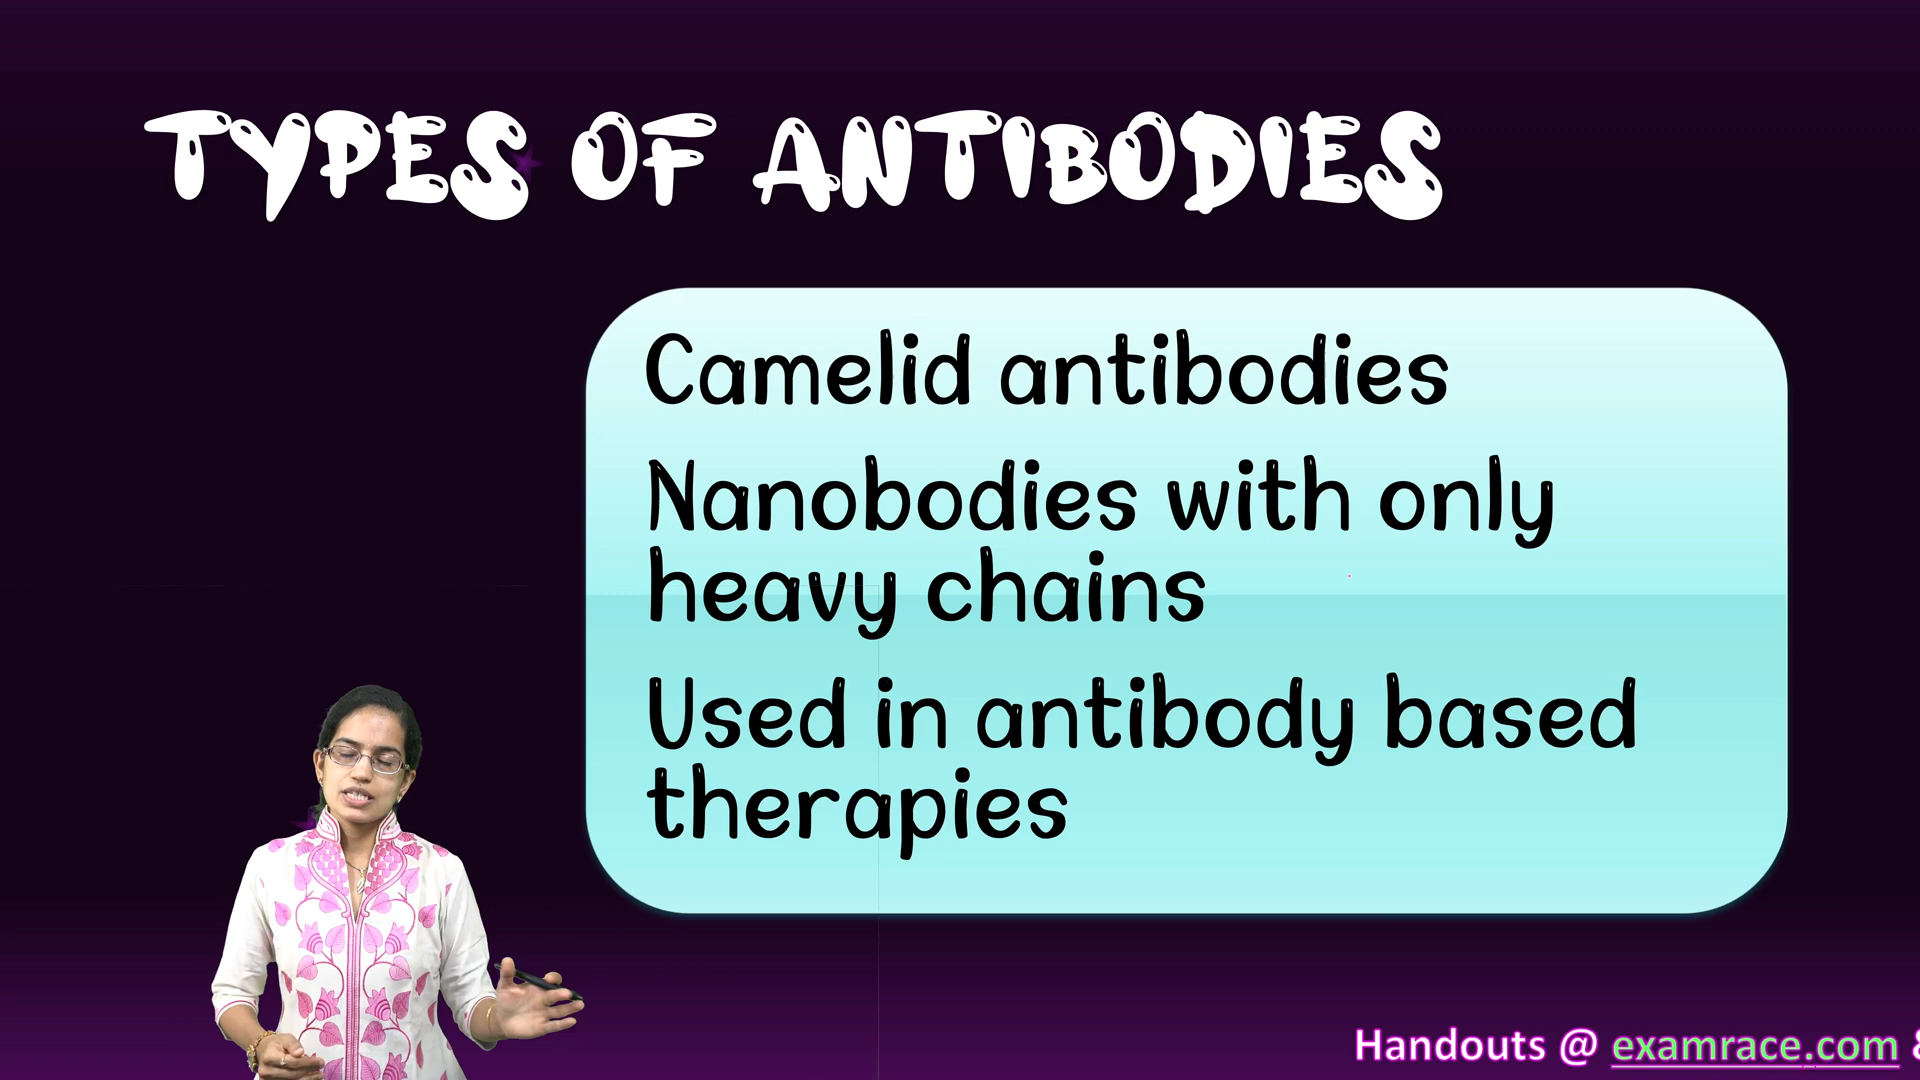 TYPES OF ANTIBODIES
Camelid antibodies
Nanobodies with only
heavy chains
Used in antibody based
therapies
Handouts @ examrace.com &